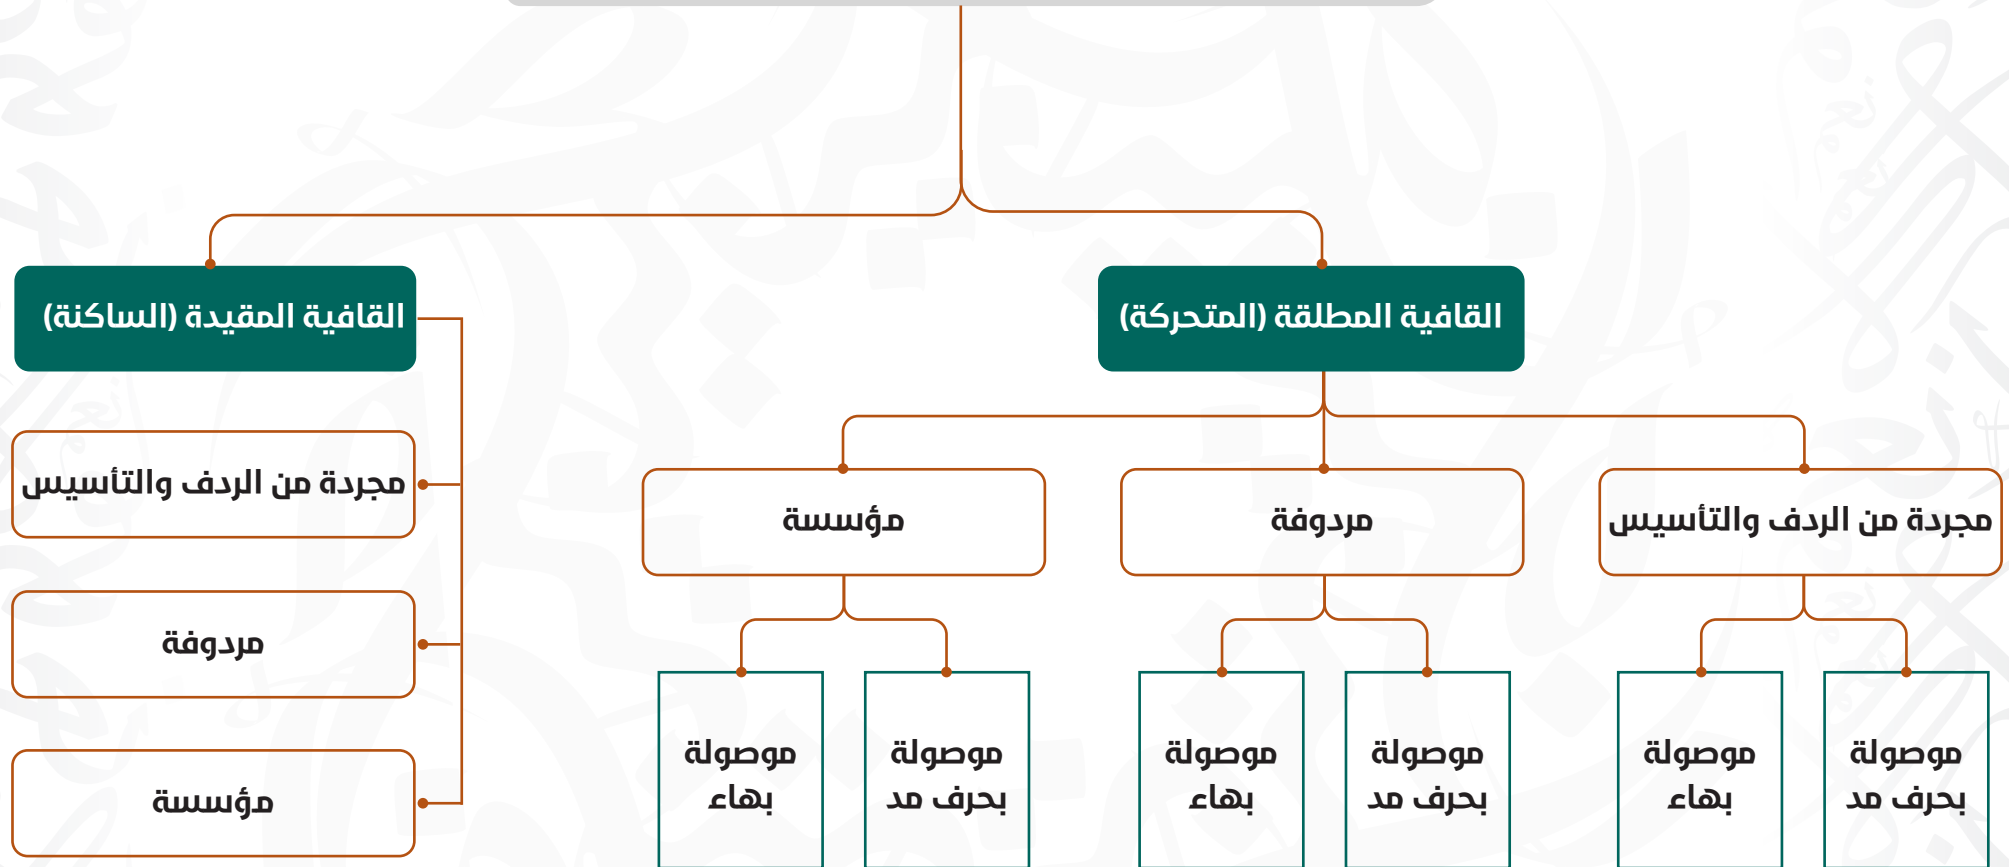 القافية المطلقة (المتحركة)
القافية المقيدة (الساكنة)
مجردة من الردف والتأسيس
مردوفة
مؤسسة
موصولة
بحرف مد
موصولة
بهاء
موصولة
بحرف مد
موصولة
بهاء
موصولة
بحرف مد
موصولة
بهاء
مجردة من الردف والتأسيس
مردوفة
مؤسسة